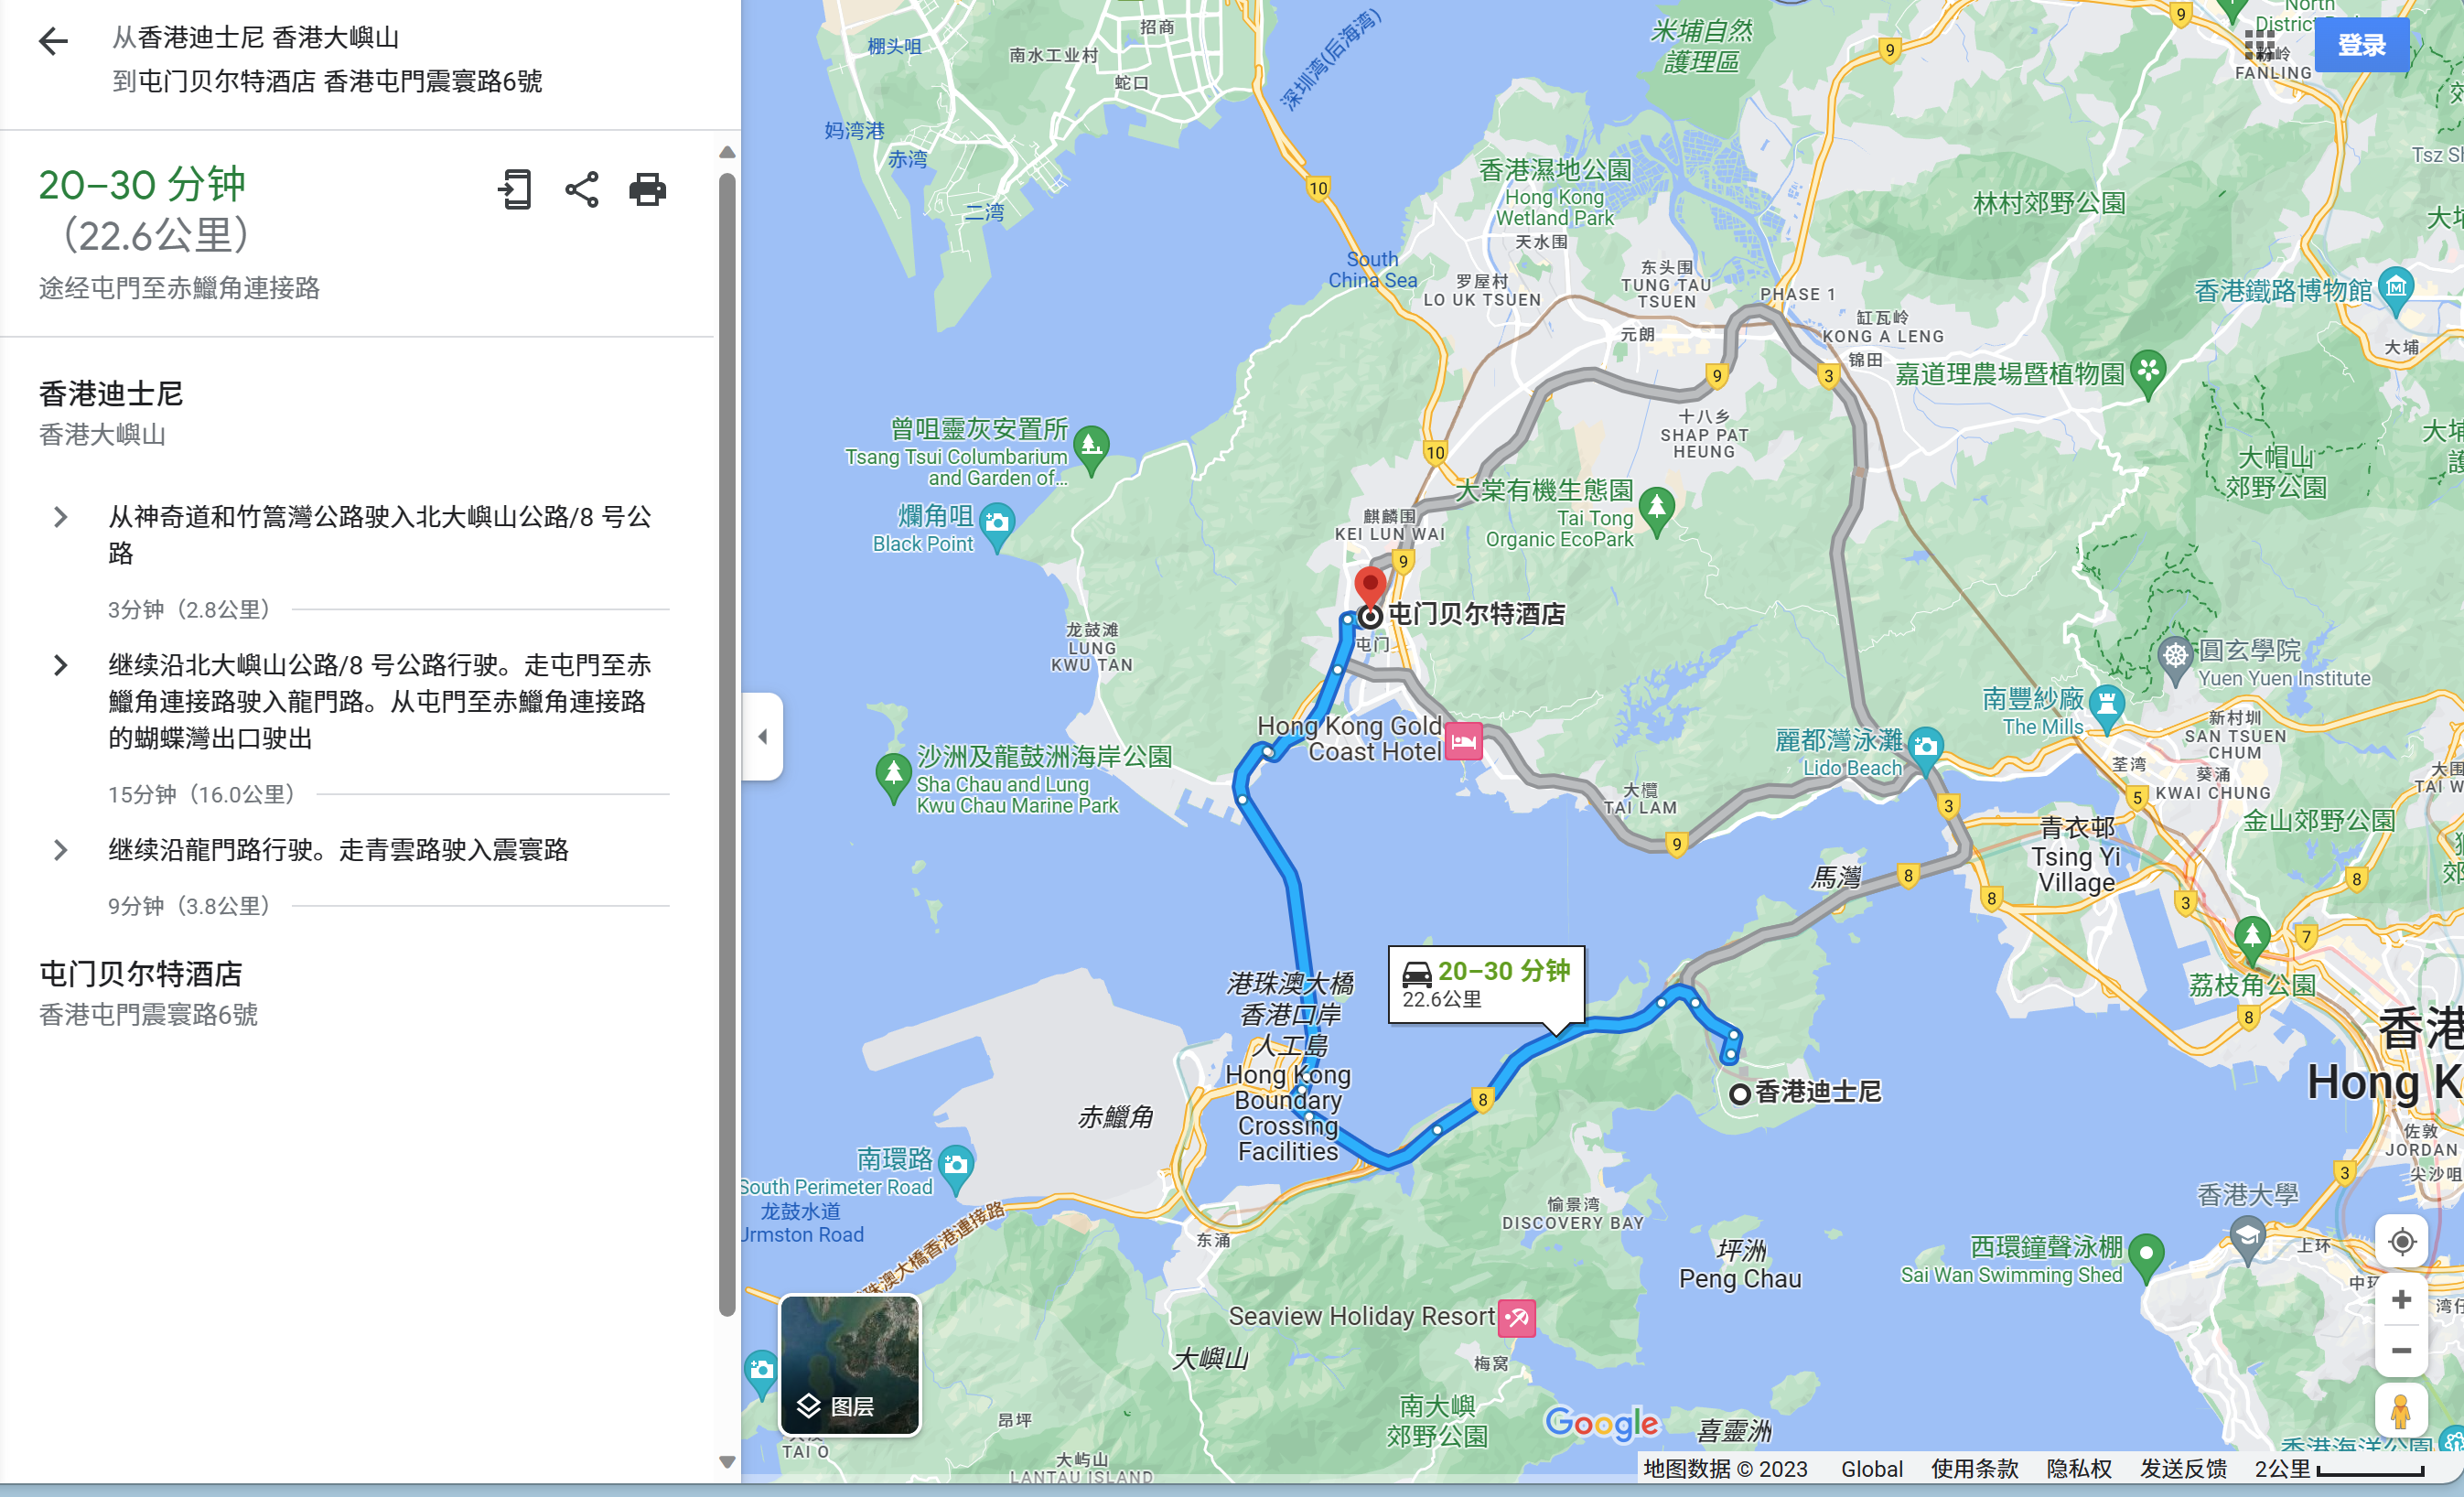 从香港迪士尼 香港大嶼山
到屯门贝尔特酒店 香港屯門震寰路6號
20–30 分钟
（22.6公里）
途经屯門至赤鱲角連接路
香港迪士尼
香港大嶼山
从神奇道和竹篙灣公路驶入北大嶼山公路/8 号公
路
3分钟（2.8公里）
继续沿北大嶼山公路/8 号公路行驶。走屯門至赤
鱲角連接路驶入龍門路。从屯門至赤鱲角連接路
的蝴蝶灣出口驶出
15分钟（16.0公里）
继续沿龍門路行驶。走青雲路驶入震寰路
9分钟（3.8公里）
屯门贝尔特酒店
香港屯門震寰路6號
棚头咀
招商
南水工业村
蛇口
妈湾港
赤湾
二湾
深圳湾(后海湾)
米埔自然
護理區
9
9
North
FANLING
登录
10
香港濕地公園
Hong Kong
Wetland Park
天水围
林村郊野公園
South
China Sea
罗屋村
LO UK TSUEN
东头围
TUNG TAU
TSUEN
PHASE 1
香港鐵路博物館
元朗
缸瓦岭
KONG A LENG
锦田
大埔
9
3
嘉道理農場暨植物園
曾咀靈灰安置所
Tsang Tsui Columbarium
and Garden of...
十八乡
SHAP PAT
HEUNG
10
大棠有機生態園
Tai Tong
Organic EcoPark
大帽山
郊野公園
爛角咀
Black Point
麒麟围
KEI LUN WAI
9
屯门贝尔特酒店
屯门
龙鼓滩
LUNG
KWU TAN
圓玄學院
Yuen Yuen Institute
南豐紗廠
The Mills
新村圳
SAN TSUEN
CHUM
Hong Kong Gold
Coast Hotel
麗都灣泳灘
Lido Beach
荃湾
葵涌
KWAI CHUNG
沙洲及龍鼓洲海岸公園
Sha Chau and Lung
Kwu Chau Marine Park
大欖
TAI LAM
9
3
5
青衣邨
Tsing Yi
Village
金山郊野公園
馬灣
8
8
3
8
7
荔枝角公園
8
20–30 分钟
22.6公里
港珠澳大橋
香港口岸
人工島
Hong Kong
Boundary
Crossing
Facilities
8
香港迪士尼
赤鱲角
香港
Hong K
佐敦
JORDAN
尖沙咀
3
南環路
South Perimeter Road
龙鼓水道
Urmston Road
珠澳大橋香港連接路
东涌
愉景湾
DISCOVERY BAY
坪洲
Peng Chau
香港大學
上环
西環鐘聲泳棚
Sai Wan Swimming Shed
Seaview Holiday Resort
大嶼山
梅窝
昂坪
南大嶼
郊野公園
图层
TAI O
大屿山
LANTAU ISLAND
Google
喜靈洲
香港海洋公園
地图数据 © 2023 Global 使用条款 隐私权 发送反馈 2公里